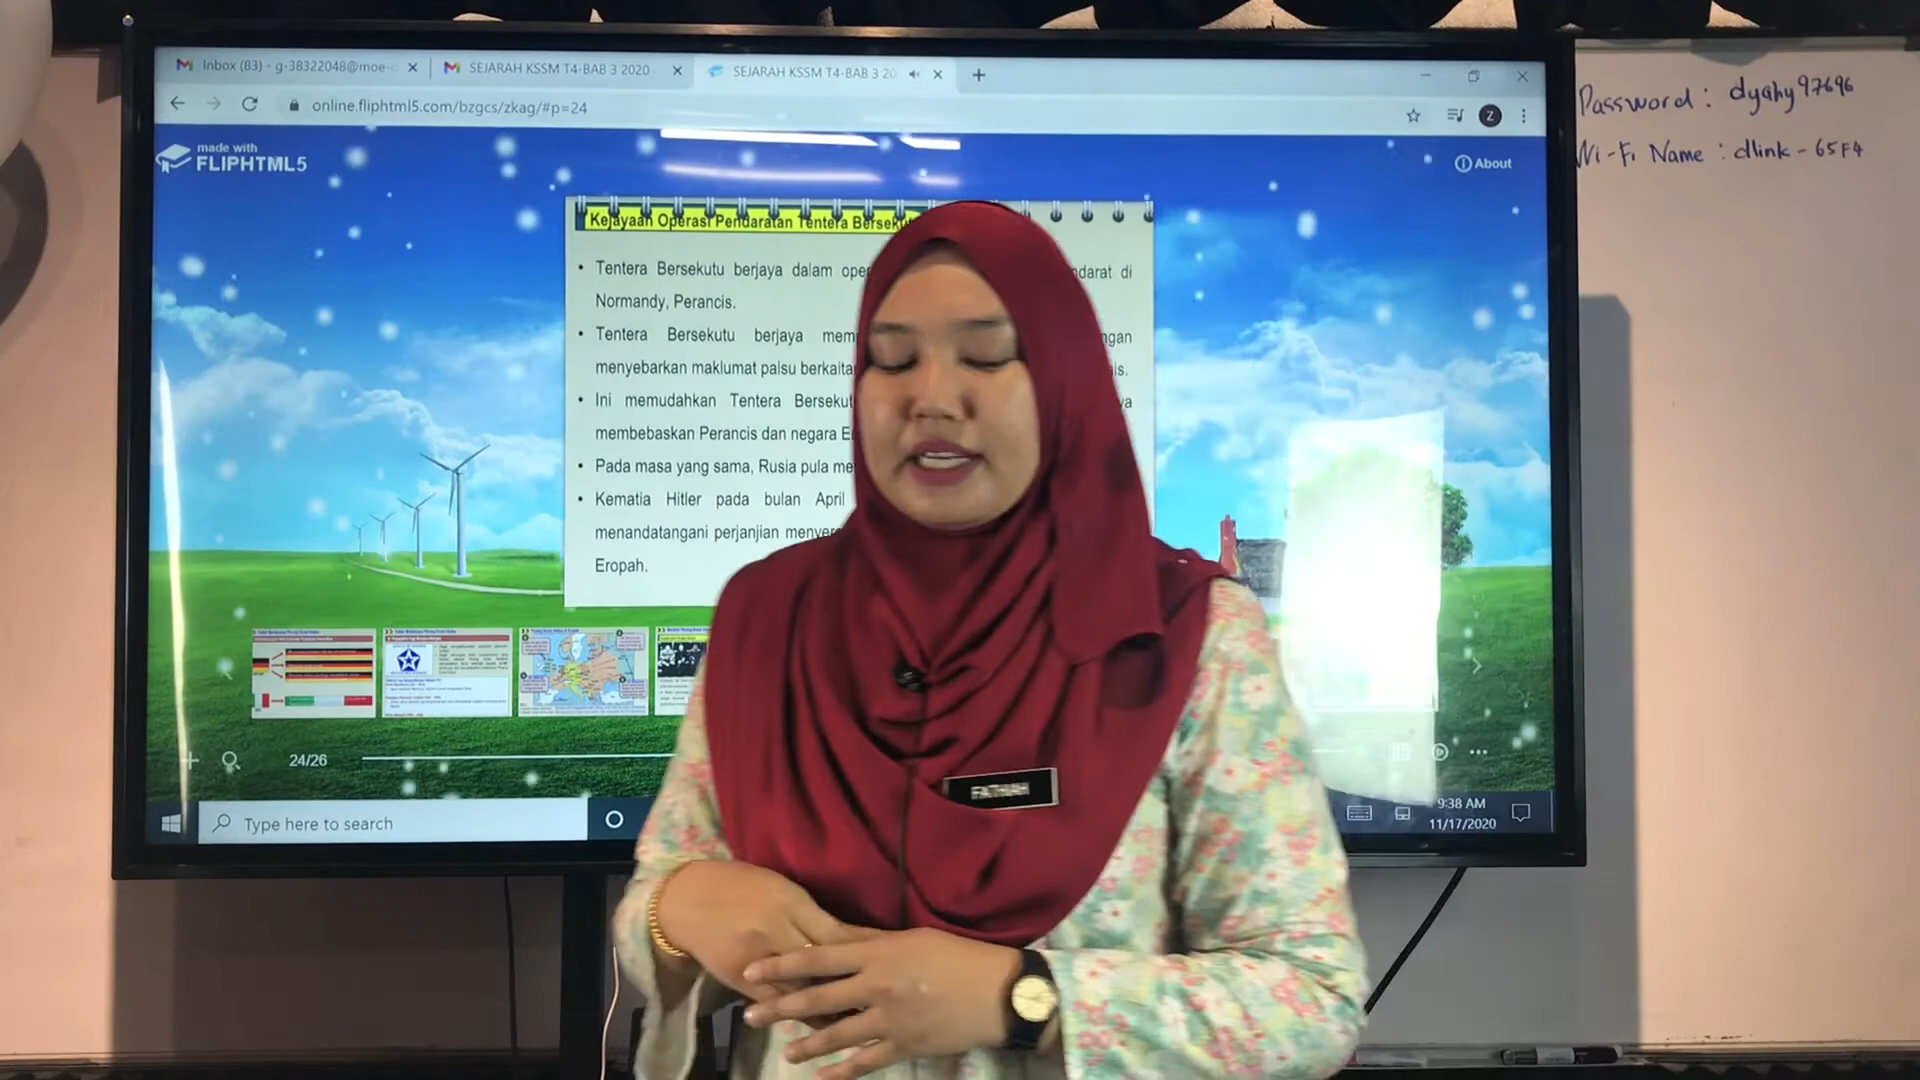 Inbox (83) - g-38322048@moe-
SEJARAH KSSM T4-BAB 3 2020
SEJARAH KSSM T4-BAB 3 20
online.fliphtml5.com/bzgcs/zkag/#p=24
Z
made with
FLIPHTML5
About
Password : dyahy97696
Wi-Fi Name : dlink-65F4
Kejayaan Operasi Pendaratan Tentera Berseku
• Tentera Bersekutu berjaya dalam ope ndarat di
Normandy, Perancis.
• Tentera Bersekutu berjaya mem ngan
menyebarkan maklumat palsu berkaita is.
• Ini memudahkan Tentera Bersekut ya
membebaskan Perancis dan negara E
• Pada masa yang sama, Rusia pula me
• Kematia Hitler pada bulan April
menandatangani perjanjian menyer
Eropah.
24/26
FATHIAH
Type here to search
9:38 AM
11/17/2020